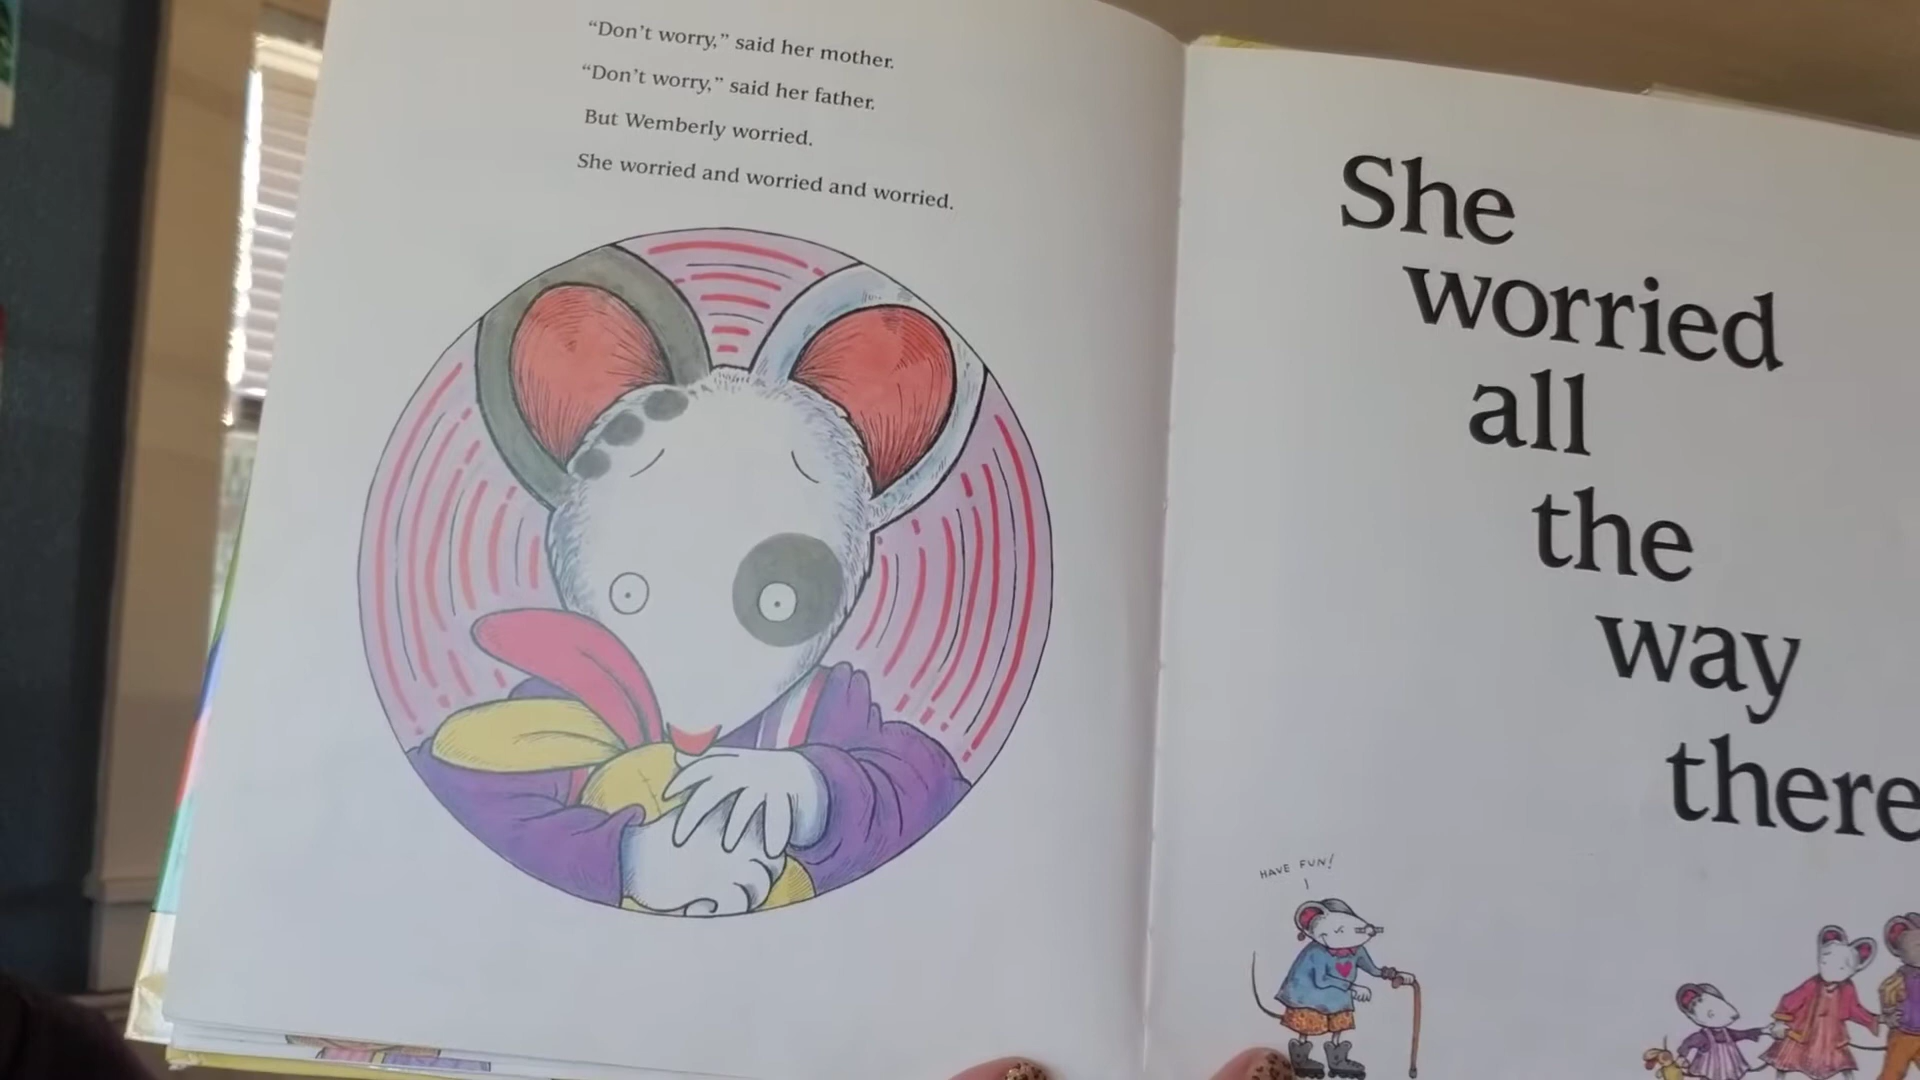 “Don’t worry,” said her mother.
“Don’t worry,” said her father.
But Wemberly worried.
She worried and worried and worried.
She
worried
all
the
way
there
HAVE FUN!